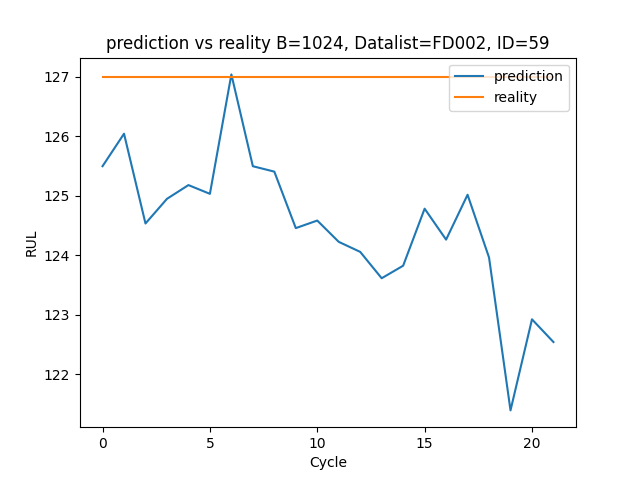 prediction vs reality B=1024, Datalist=FD002, ID=59
127
126
125
124
123
122
RUL
prediction
reality
0
5
10
15
20
Cycle